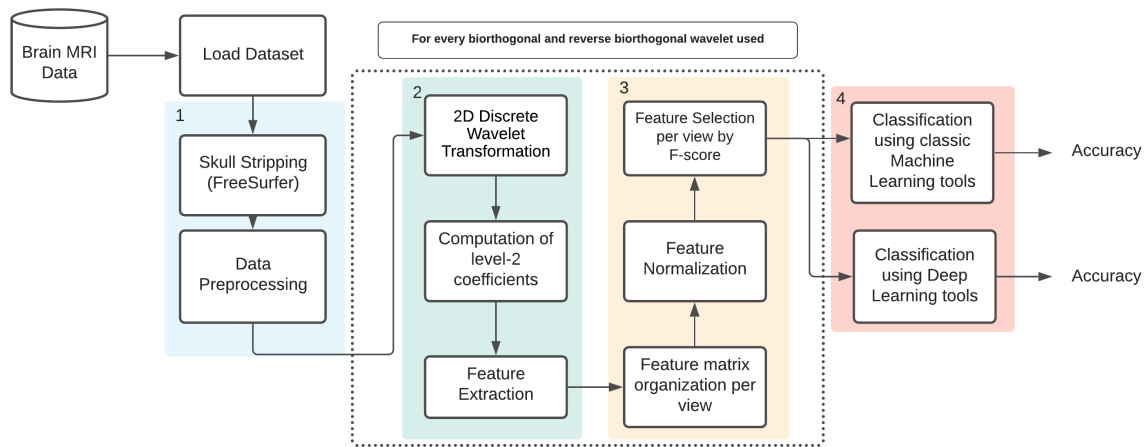 Brain MRI
Data
Load Dataset
For every biorthogonal and reverse biorthogonal wavelet used
1
Skull Stripping
(FreeSurfer)
Data
Preprocessing
2
2D Discrete
Wavelet
Transformation
Computation of
level-2
coefficients
Feature
Extraction
3
Feature Selection
per view by
F-score
Feature
Normalization
Feature matrix
organization per
view
4
Classification
using classic
Machine
Learning tools
Accuracy
Classification
using Deep
Learning tools
Accuracy